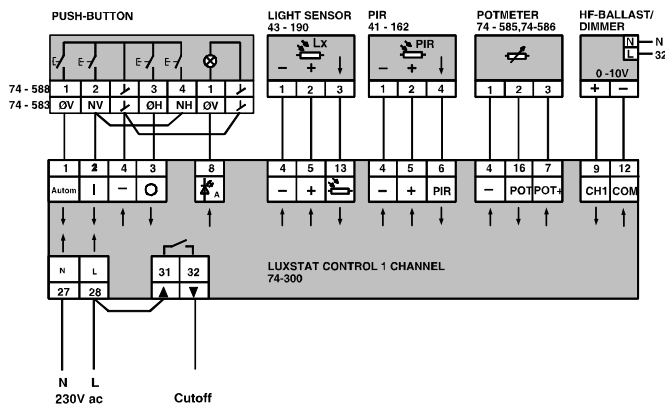 PUSH-BUTTON
LIGHT SENSOR
43 - 190
PIR
41 - 162
POTMETER
74 - 585,74-586
HF-BALLAST/
DIMMER
Lx
PIR
N N
L 32
0 -10V
- +
- +
+ -
74 - 588 1 2 3 4 1
74 - 583 ØV NV ØH NH ØV
1 2 3
1 2 4
1 2 3
1 2 4 3
8
4 5 13
4 5 6
4 16 7
9 12
Autom I - O
A
- +
- + PIR
- POT POT+
CH1 COM
N L
27 28
31 32
LUXSTAT CONTROL 1 CHANNEL
74-300
N L
230V ac
Cutoff